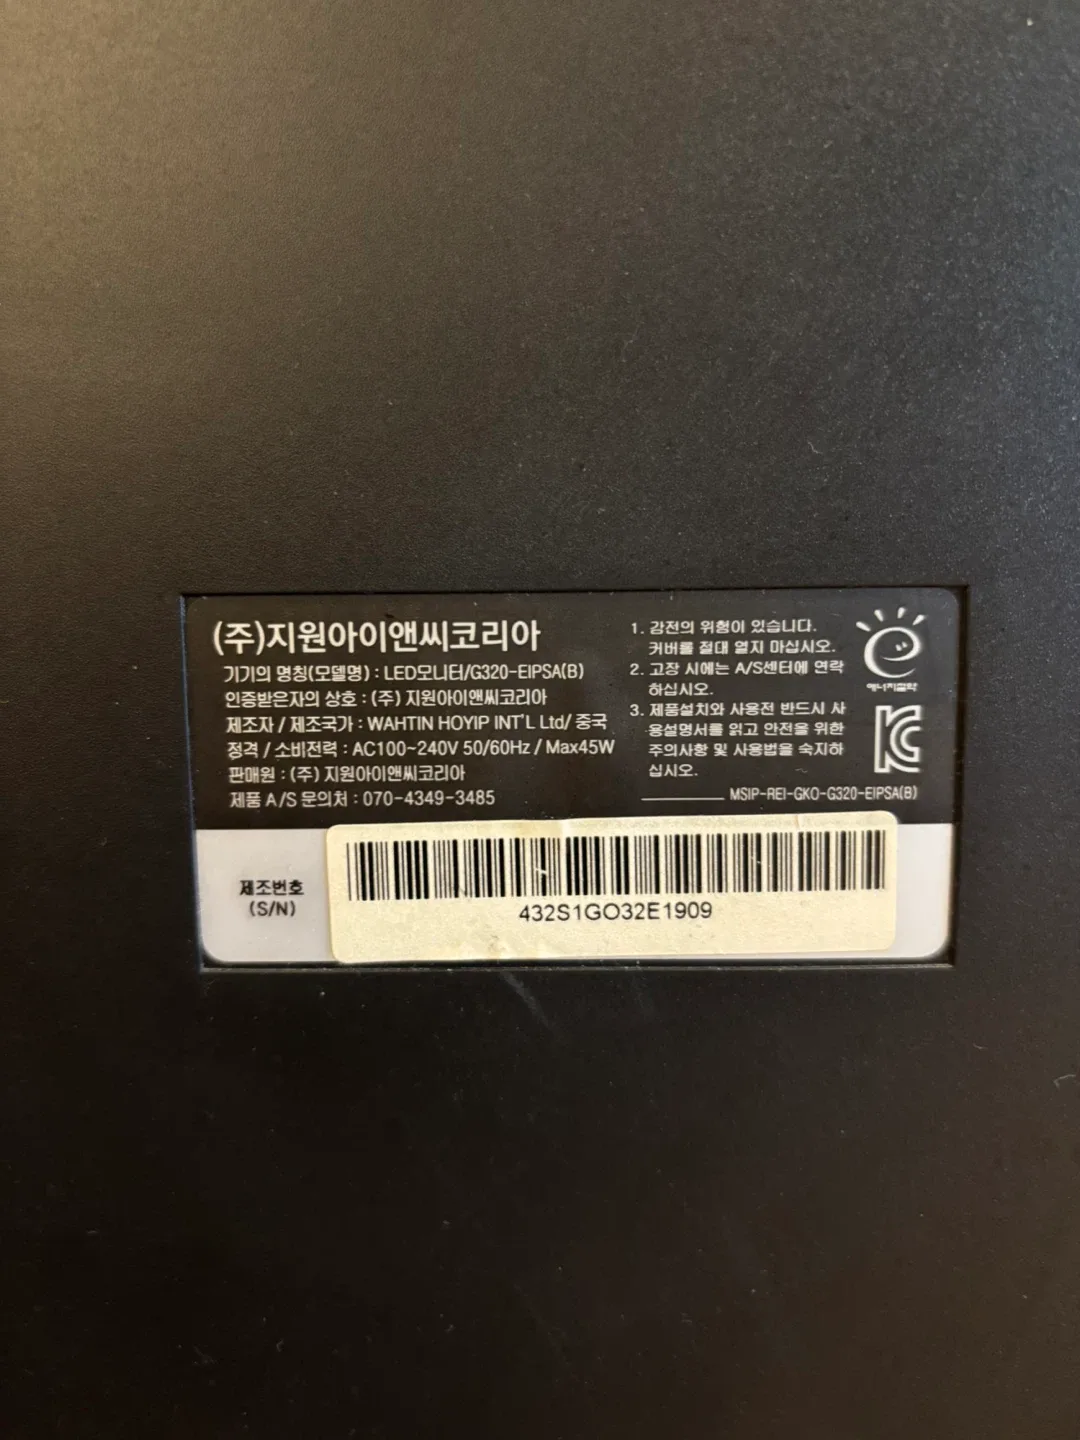 (주)지원아이앤씨코리아
기기의 명칭(모델명) : LED모니터/G320-EIPSA(B)
인증받은자의 상호 : (주) 지원아이앤씨코리아
제조자 / 제조국가 : WAHTIN HOYIP INT'L Ltd/ 중국
정격 / 소비전력 : AC100~240V 50/60Hz / Max45W
판매원 : (주) 지원아이앤씨코리아
제품 A/S 문의처 : 070-4349-3485
1. 감전의 위험이 있습니다.
커버를 절대 열지 마십시오.
2. 고장 시에는 A/S센터에 연락
하십시오.
3. 제품설치와 사용전 반드시 사
용설명서를 읽고 안전을 위한
주의사항 및 사용법을 숙지하
십시오.
에너지절약
MSIP-REI-GKO-G320-EIPSA(B)
제조번호
(S/N)
432S1GO32E1909